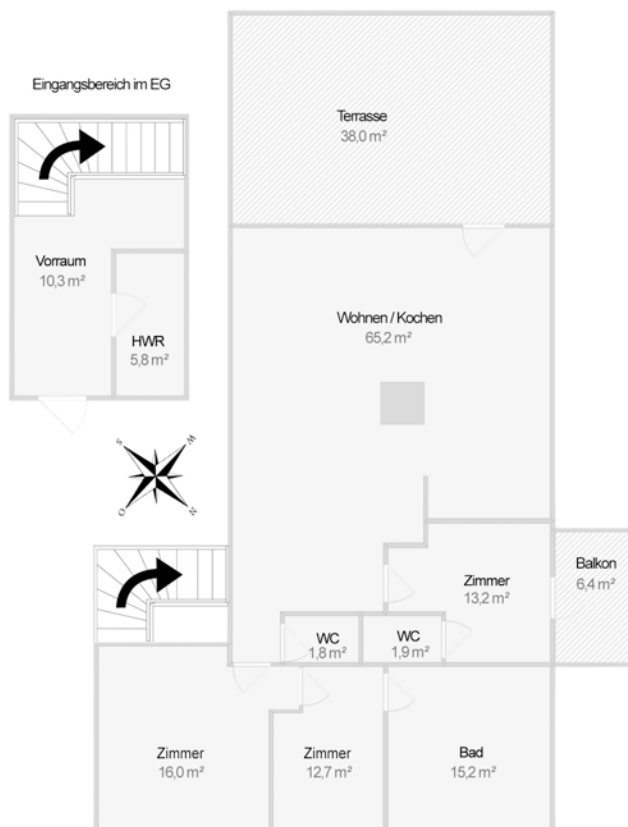 Eingangsbereich im EG
Terrasse
38,0 m²
Vorraum
10,3 m²
HWR
5,8 m²
Wohnen / Kochen
65,2 m²
S
W
O
N
Zimmer
13,2 m²
Balkon
6,4 m²
WC
1,8 m²
WC
1,9 m²
Zimmer
16,0 m²
Zimmer
12,7 m²
Bad
15,2 m²